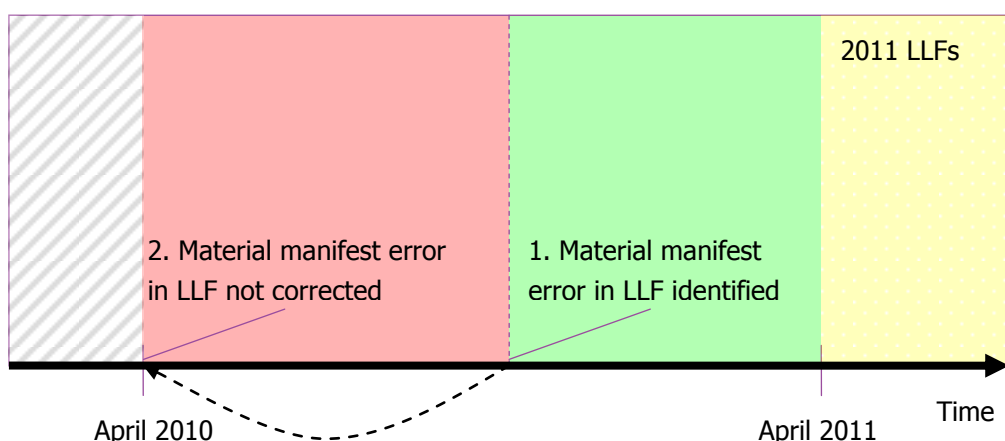 2011 LLFs
2. Material manifest error
in LLF not corrected
1. Material manifest
error in LLF identified
Time
April 2010
April 2011